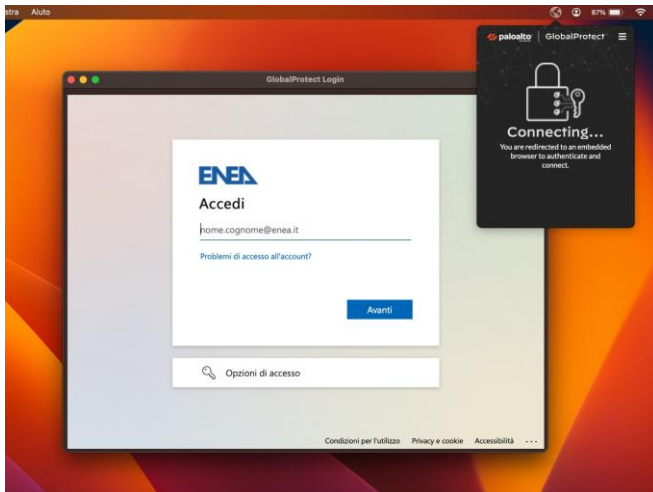 stra Aiuto 87%
paloalto GlobalProtect
GlobalProtect Login
Connecting...
You are redirected to an embedded
browser to authenticate and
connect.
ENEA
Accedi
nome.cognome@enea.it
Problemi di accesso all'account?
Avanti
Opzioni di accesso
Condizioni per l'utilizzo Privacy e cookie Accessibilità ...